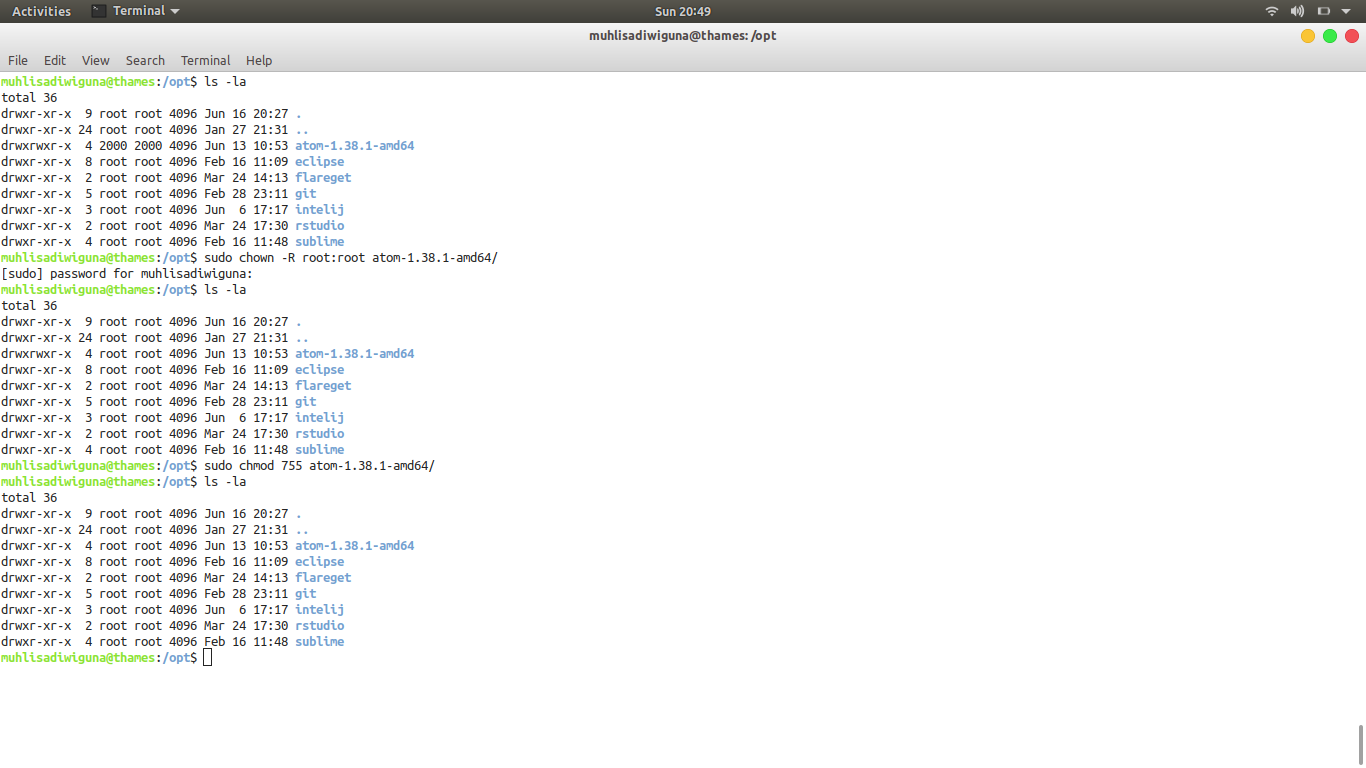 Activities Terminal Sun 20:49
muhlisadiwiguna@thames: /opt
File Edit View Search Terminal Help
muhlisadiwiguna@thames:/opt$ ls -la
total 36
drwxr-xr-x  9 root root 4096 Jun 16 20:27 .
drwxr-xr-x 24 root root 4096 Jan 27 21:31 ..
drwxrwxr-x  4 2000 2000 4096 Jun 13 10:53 atom-1.38.1-amd64
drwxr-xr-x  8 root root 4096 Feb 16 11:09 eclipse
drwxr-xr-x  2 root root 4096 Mar 24 14:13 flareget
drwxr-xr-x  5 root root 4096 Feb 28 23:11 git
drwxr-xr-x  3 root root 4096 Jun  6 17:17 intelij
drwxr-xr-x  2 root root 4096 Mar 24 17:30 rstudio
drwxr-xr-x  4 root root 4096 Feb 16 11:48 sublime
muhlisadiwiguna@thames:/opt$ sudo chown -R root:root atom-1.38.1-amd64/
[sudo] password for muhlisadiwiguna:
muhlisadiwiguna@thames:/opt$ ls -la
total 36
drwxr-xr-x  9 root root 4096 Jun 16 20:27 .
drwxr-xr-x 24 root root 4096 Jan 27 21:31 ..
drwxrwxr-x  4 root root 4096 Jun 13 10:53 atom-1.38.1-amd64
drwxr-xr-x  8 root root 4096 Feb 16 11:09 eclipse
drwxr-xr-x  2 root root 4096 Mar 24 14:13 flareget
drwxr-xr-x  5 root root 4096 Feb 28 23:11 git
drwxr-xr-x  3 root root 4096 Jun  6 17:17 intelij
drwxr-xr-x  2 root root 4096 Mar 24 17:30 rstudio
drwxr-xr-x  4 root root 4096 Feb 16 11:48 sublime
muhlisadiwiguna@thames:/opt$ sudo chmod 755 atom-1.38.1-amd64/
muhlisadiwiguna@thames:/opt$ ls -la
total 36
drwxr-xr-x  9 root root 4096 Jun 16 20:27 .
drwxr-xr-x 24 root root 4096 Jan 27 21:31 ..
drwxr-xr-x  4 root root 4096 Jun 13 10:53 atom-1.38.1-amd64
drwxr-xr-x  8 root root 4096 Feb 16 11:09 eclipse
drwxr-xr-x  2 root root 4096 Mar 24 14:13 flareget
drwxr-xr-x  5 root root 4096 Feb 28 23:11 git
drwxr-xr-x  3 root root 4096 Jun  6 17:17 intelij
drwxr-xr-x  2 root root 4096 Mar 24 17:30 rstudio
drwxr-xr-x  4 root root 4096 Feb 16 11:48 sublime
muhlisadiwiguna@thames:/opt$